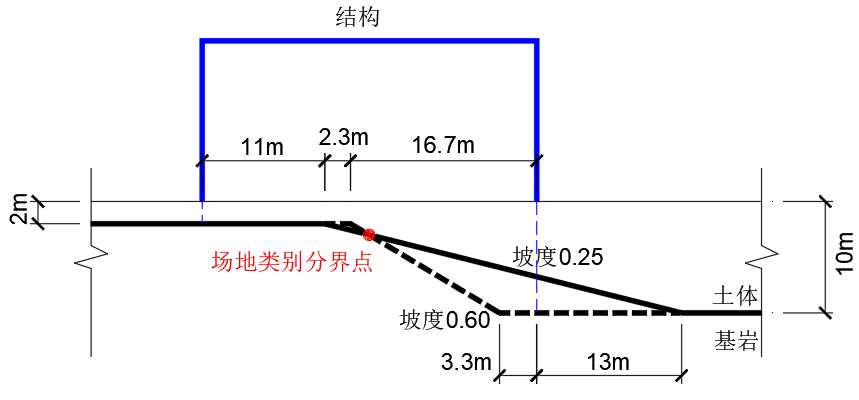 结构
11m
2.3m
16.7m
2m
场地类别分界点
坡度0.25
10m
土体
坡度0.60
基岩
3.3m
13m